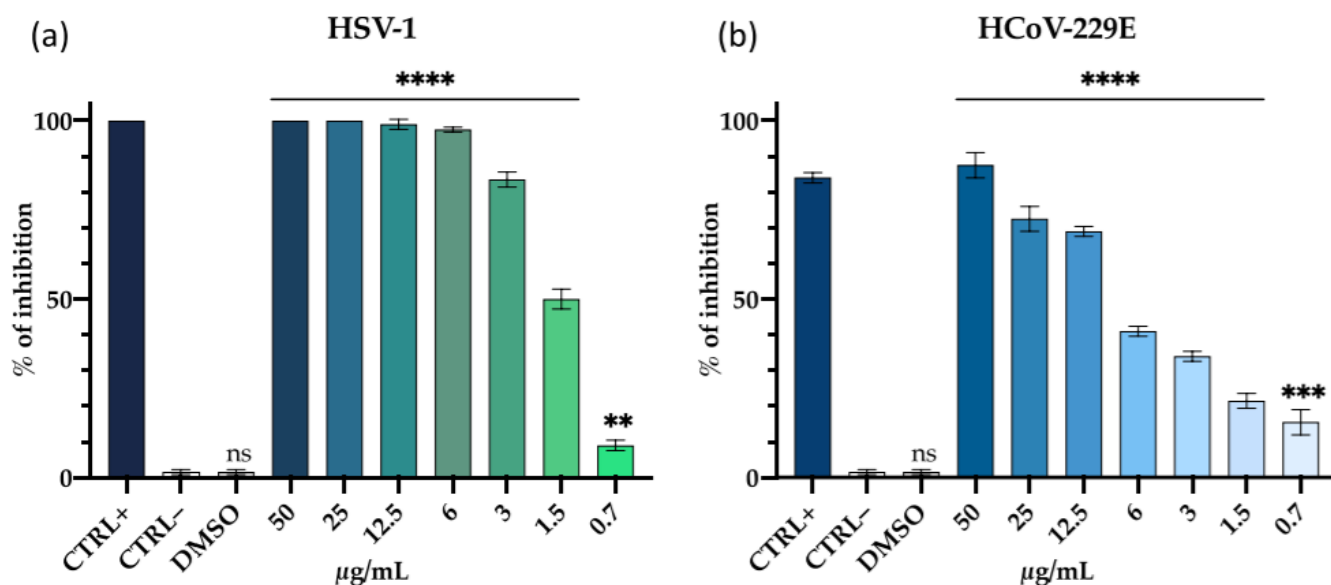 (a)
HSV-1
****
100
50
0
% of inhibition
ns
**
CTRL+
CTRL−
DMSO
50
25
12.5
6
3
1.5
0.7
µg/mL
(b)
HCoV-229E
****
100
50
0
% of inhibition
ns
***
CTRL+
CTRL−
DMSO
50
25
12.5
6
3
1.5
0.7
µg/mL